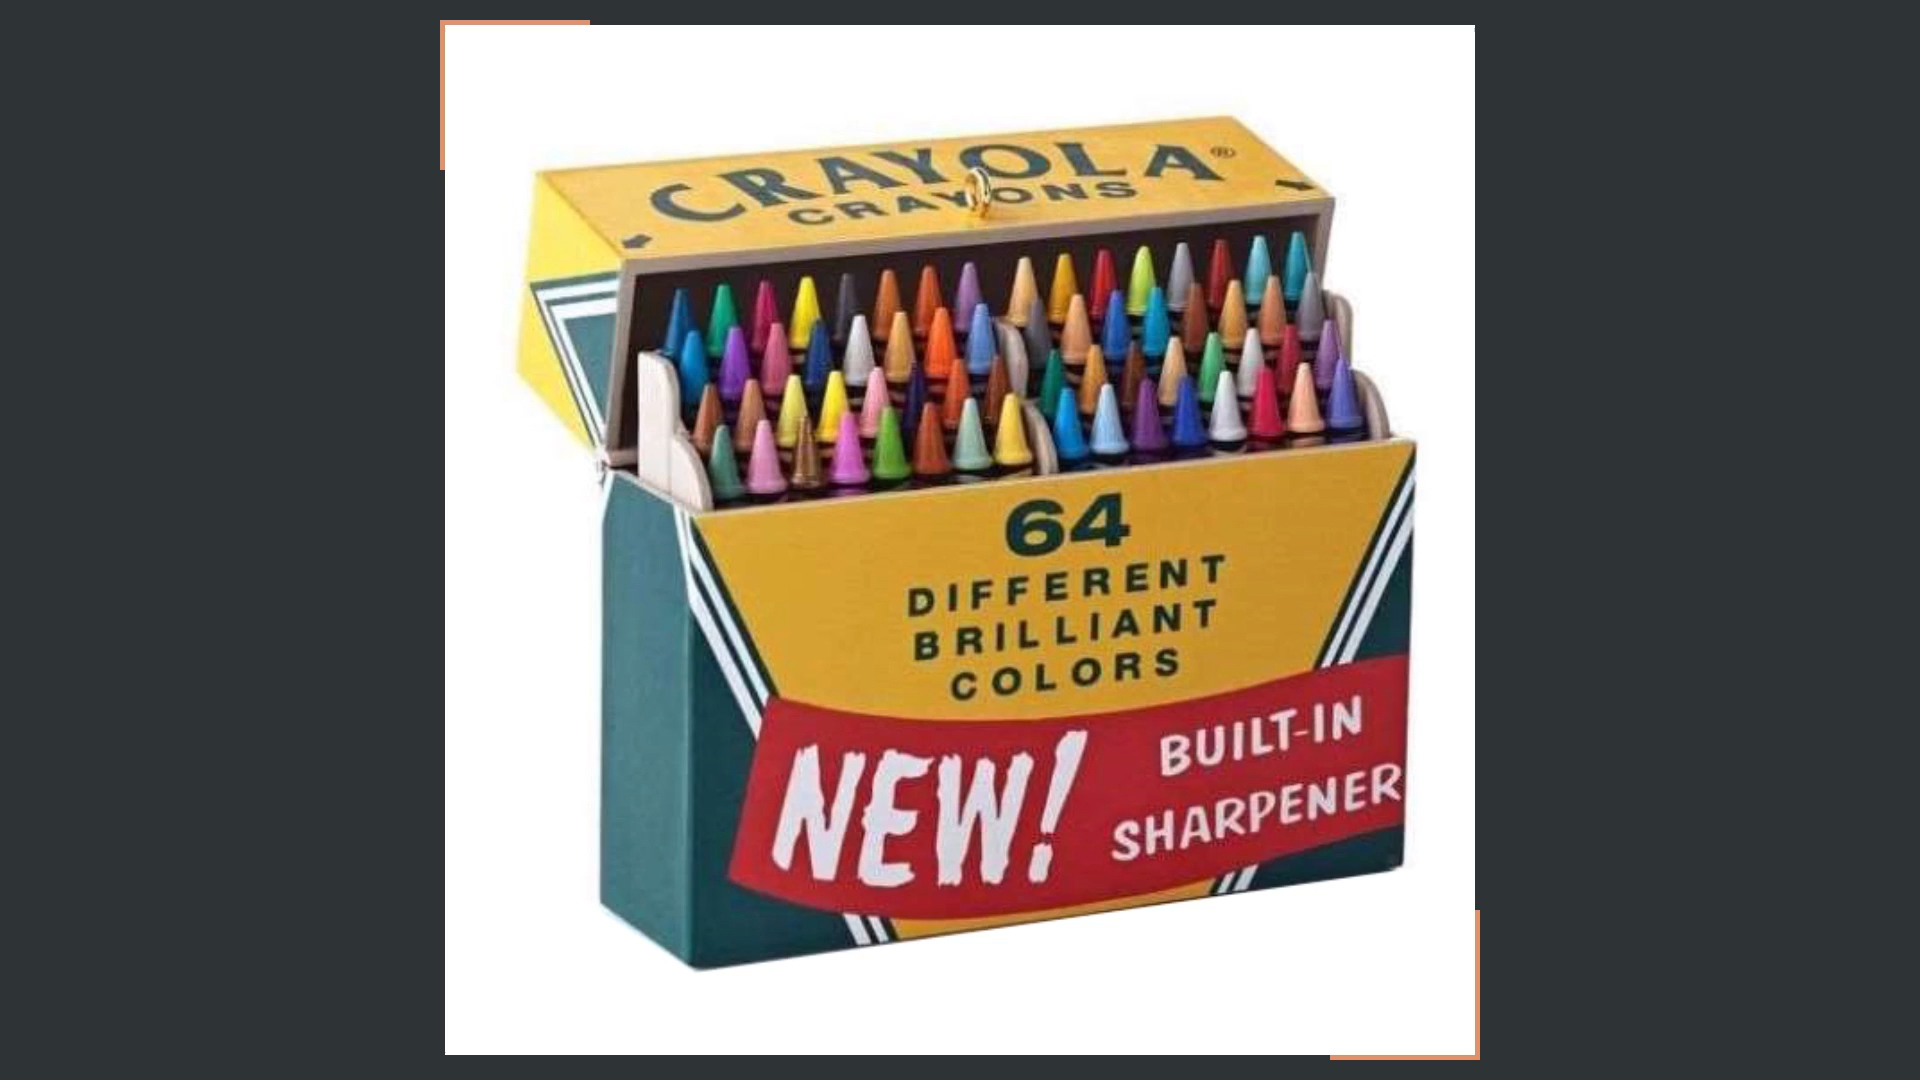 CRAYOLA®
CRAYONS
64
DIFFERENT
BRILLIANT
COLORS
NEW!
BUILT-IN
SHARPENER